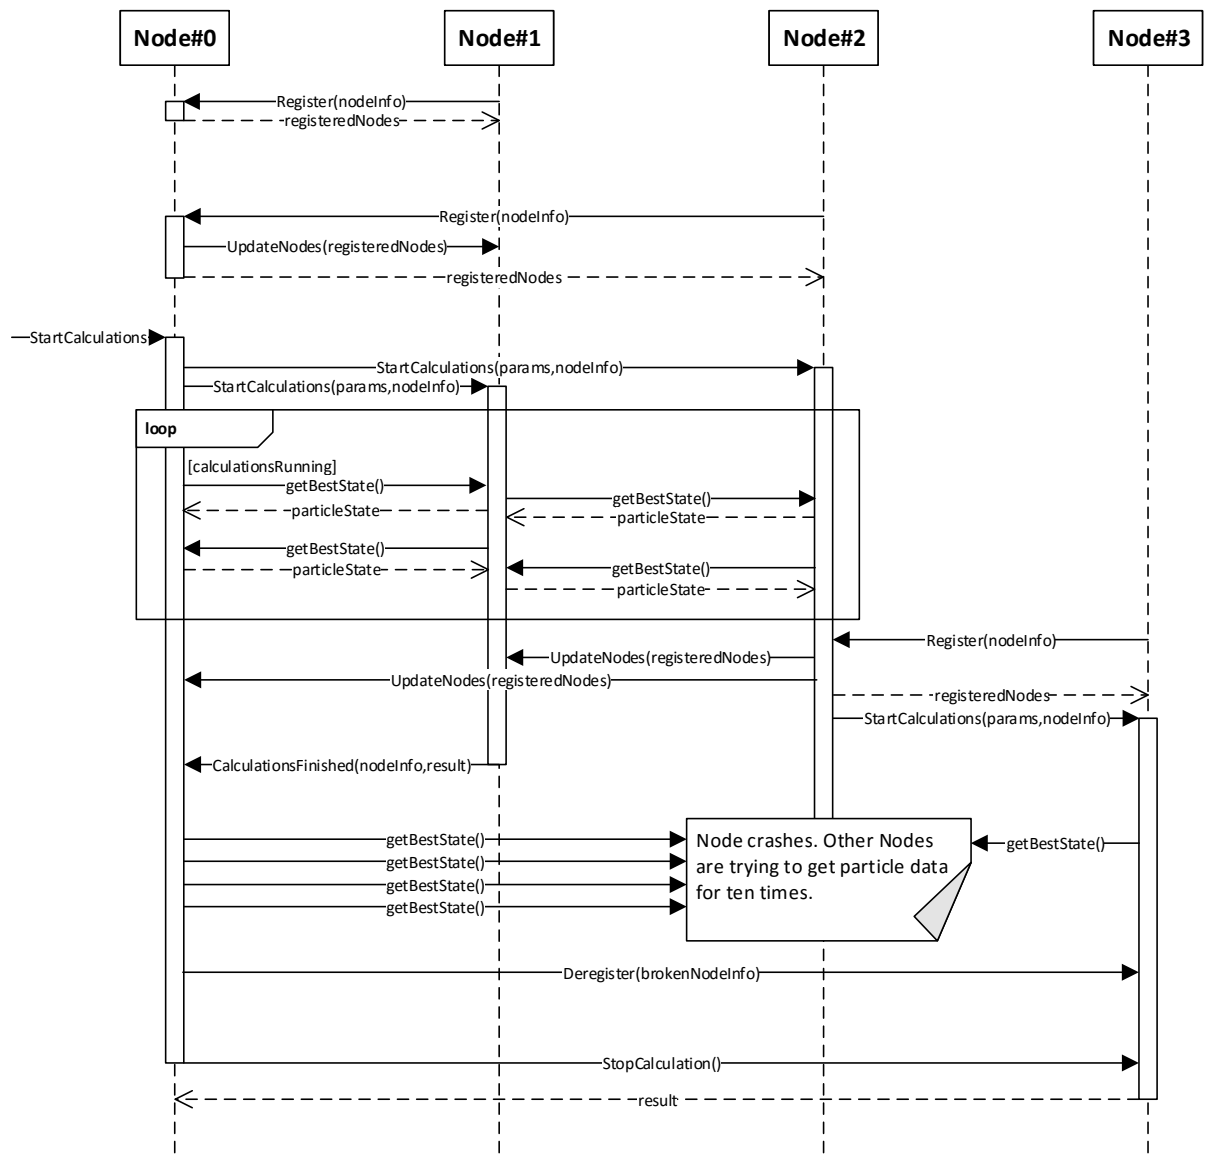 Node#0
Node#1
Node#2
Node#3
Register(nodeInfo)
registeredNodes
Register(nodeInfo)
UpdateNodes(registeredNodes)
registeredNodes
StartCalculations
StartCalculations(params,nodeInfo)
StartCalculations(params,nodeInfo)
loop
[calculationsRunning]
getBestState()
getBestState()
particleState
particleState
getBestState()
getBestState()
particleState
particleState
Register(nodeInfo)
UpdateNodes(registeredNodes)
UpdateNodes(registeredNodes)
registeredNodes
StartCalculations(params,nodeInfo)
CalculationsFinished(nodeInfo,result)
getBestState()
getBestState()
getBestState()
getBestState()
Node crashes. Other Nodes
are trying to get particle data
for ten times.
getBestState()
Deregister(brokenNodeInfo)
StopCalculation()
result